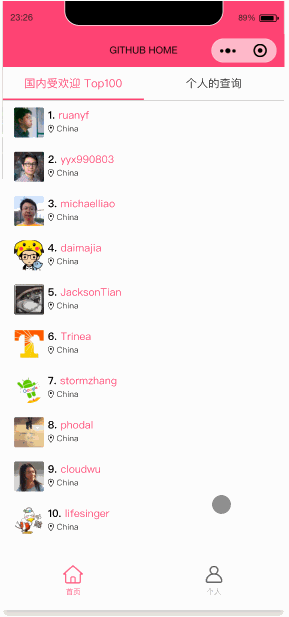 23:26
89%
GITHUB HOME
国内受欢迎 Top100
个人的查询
1. ruanyf
China
2. yyx990803
China
3. michaelliao
China
4. daimajia
China
5. JacksonTian
China
6. Trinea
China
7. stormzhang
China
8. phodal
China
9. cloudwu
China
10. lifesinger
China
首页
个人